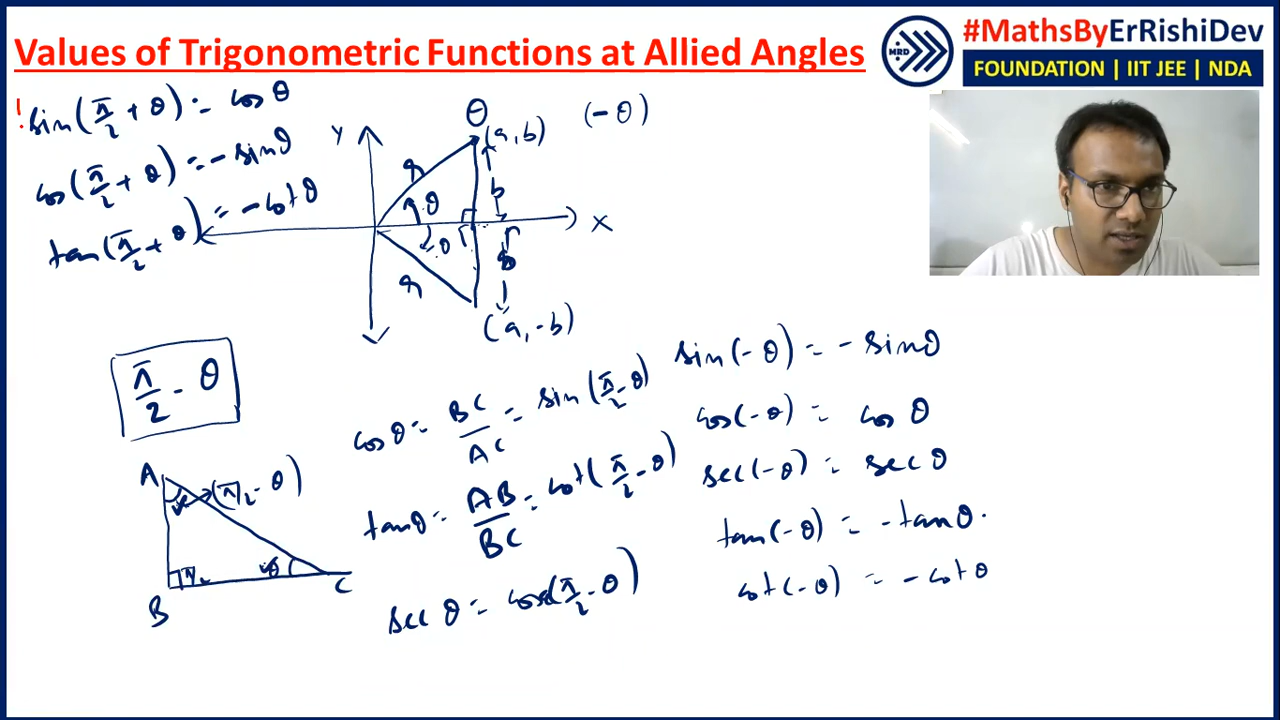 Values of Trigonometric Functions at Allied Angles
MRD
#MathsByErRishiDev
FOUNDATION | IIT JEE | NDA
sin(π/2 + θ) = cos θ
cos(π/2 + θ) = - sinθ
tan(π/2 + θ) = - cot θ
Y
θ
(a, b)
(- θ)
r
θ
b
X
θ
r
b
(a, -b)
π/2 - θ
A
(π/2 - θ)
θ
B
C
cos θ = BC/AC = sin(π/2 - θ)
tanθ = AB/BC = cot(π/2 - θ)
sec θ = cosec(π/2 - θ)
sin(- θ) = - sinθ
cos(-θ) = cos θ
sec(-θ) = sec θ
tan(-θ) = -tanθ.
cot(-θ) = - cot θ